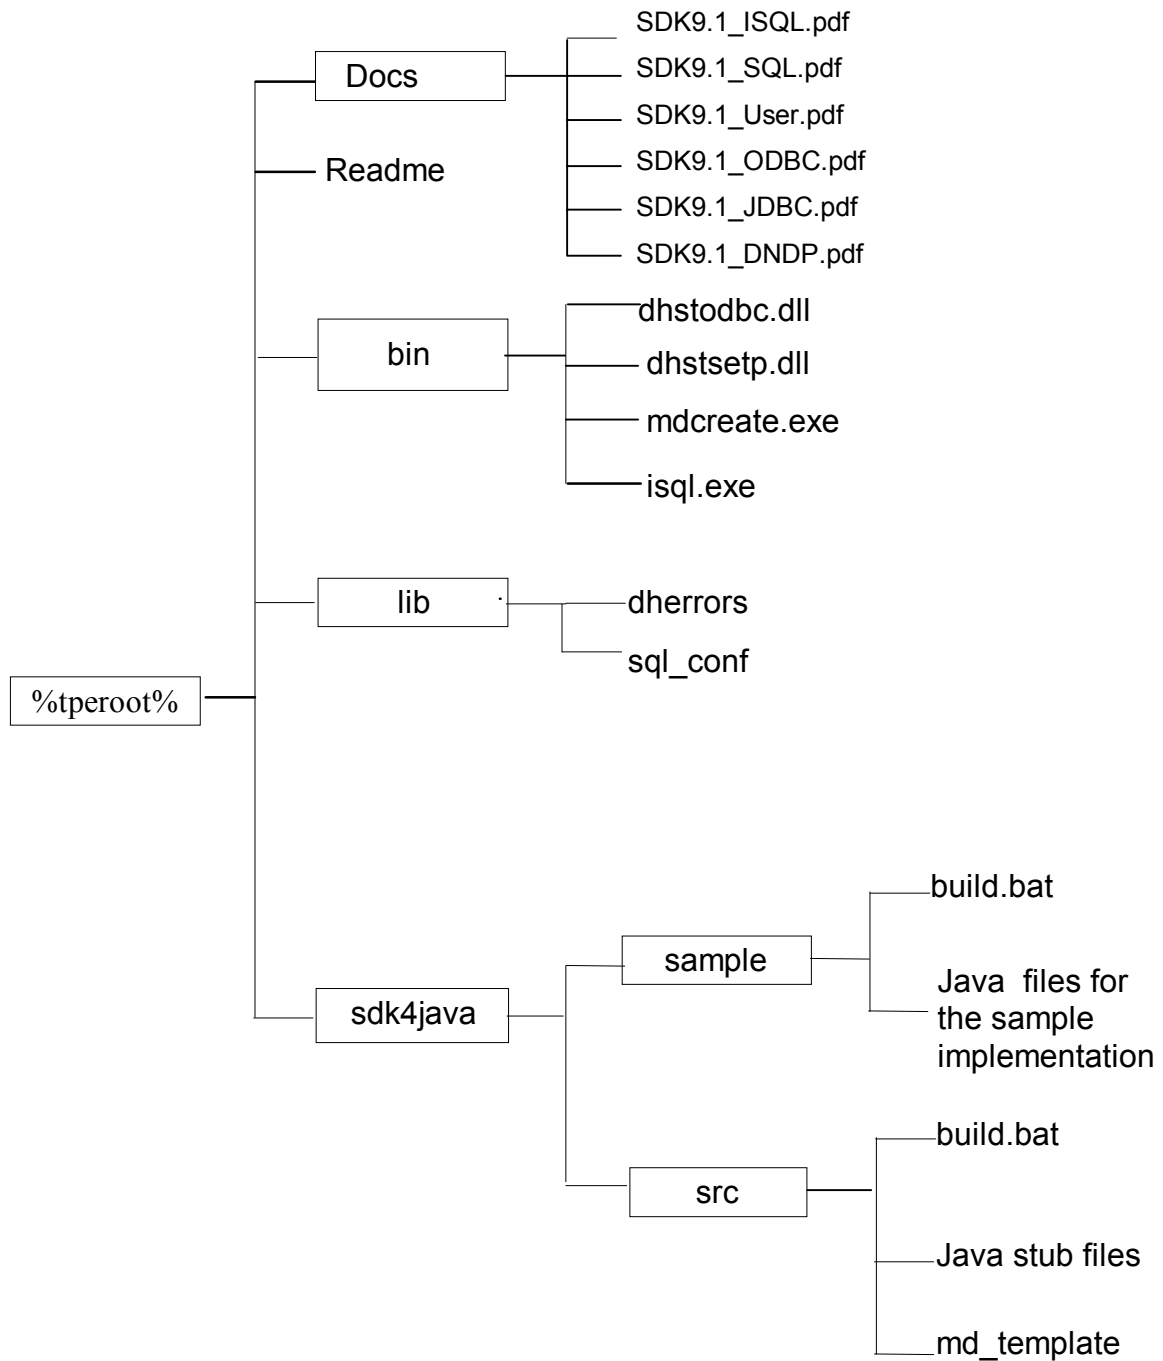 SDK9.1_ISQL.pdf
Docs
SDK9.1_SQL.pdf
SDK9.1_User.pdf
Readme
SDK9.1_ODBC.pdf
SDK9.1_JDBC.pdf
SDK9.1_DNDP.pdf
dhstodbc.dll
bin
dhstsetp.dll
mdcreate.exe
isql.exe
lib
dherrors
sql_conf
%tperoot%
build.bat
sample
Java files for
the sample
implementation
sdk4java
build.bat
src
Java stub files
md_template